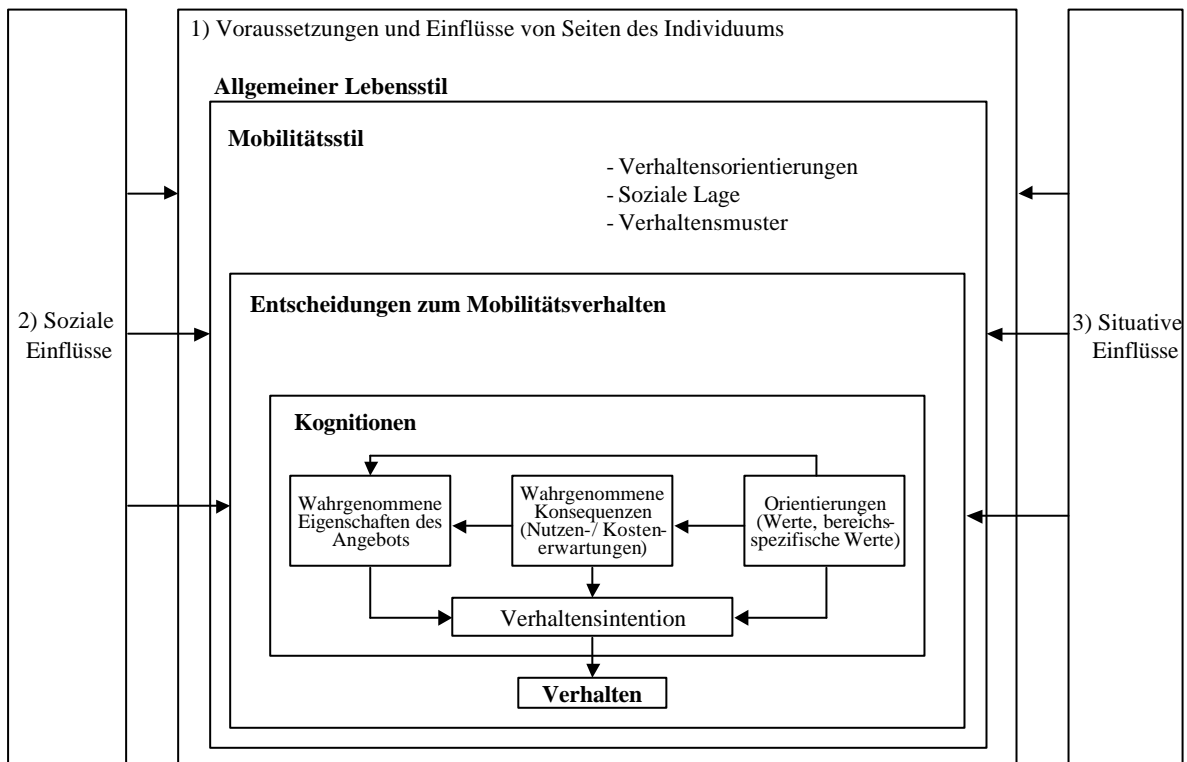 1) Voraussetzungen und Einflüsse von Seiten des Individuums
Allgemeiner Lebensstil
Mobilitätsstil
- Verhaltensorientierungen
- Soziale Lage
- Verhaltensmuster
Entscheidungen zum Mobilitätsverhalten
2) Soziale
Einflüsse
3) Situative
Einflüsse
Kognitionen
Wahrgenommene
Eigenschaften des
Angebots
Wahrgenommene
Konsequenzen
(Nutzen-/ Kosten-
erwartungen)
Orientierungen
(Werte, bereichs-
spezifische Werte)
Verhaltensintention
Verhalten